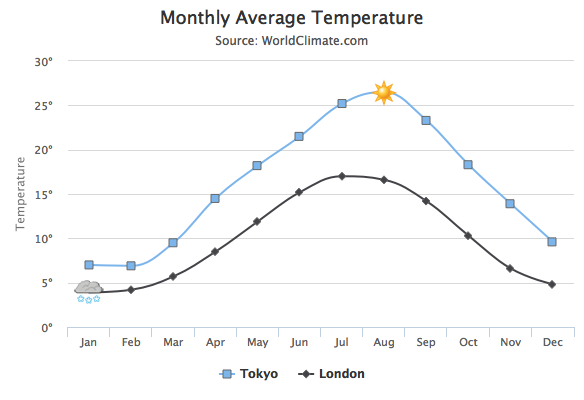 Monthly Average Temperature
Source: WorldClimate.com
Temperature
30°
25°
20°
15°
10°
5°
0°
Jan Feb Mar Apr May Jun Jul Aug Sep Oct Nov Dec
Tokyo London